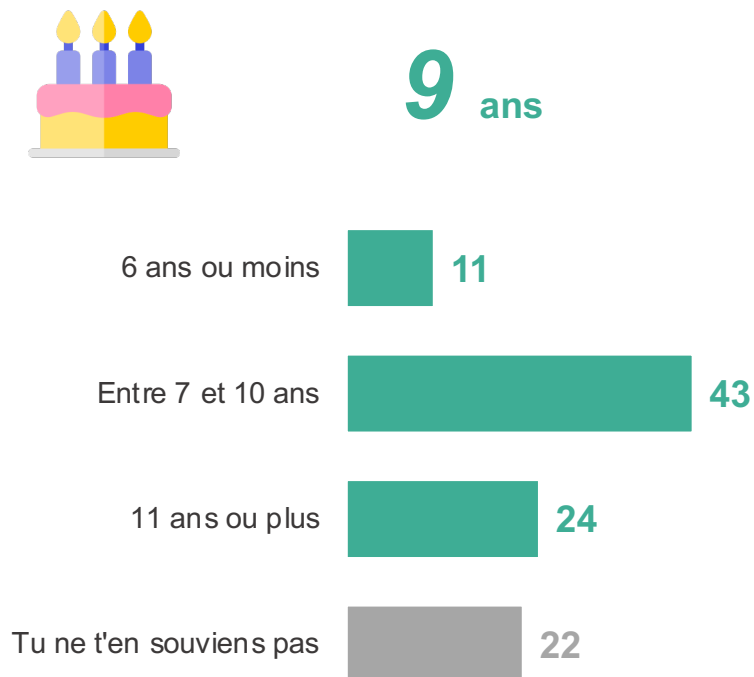 9 ans
6 ans ou moins 11
Entre 7 et 10 ans 43
11 ans ou plus 24
Tu ne t'en souviens pas 22